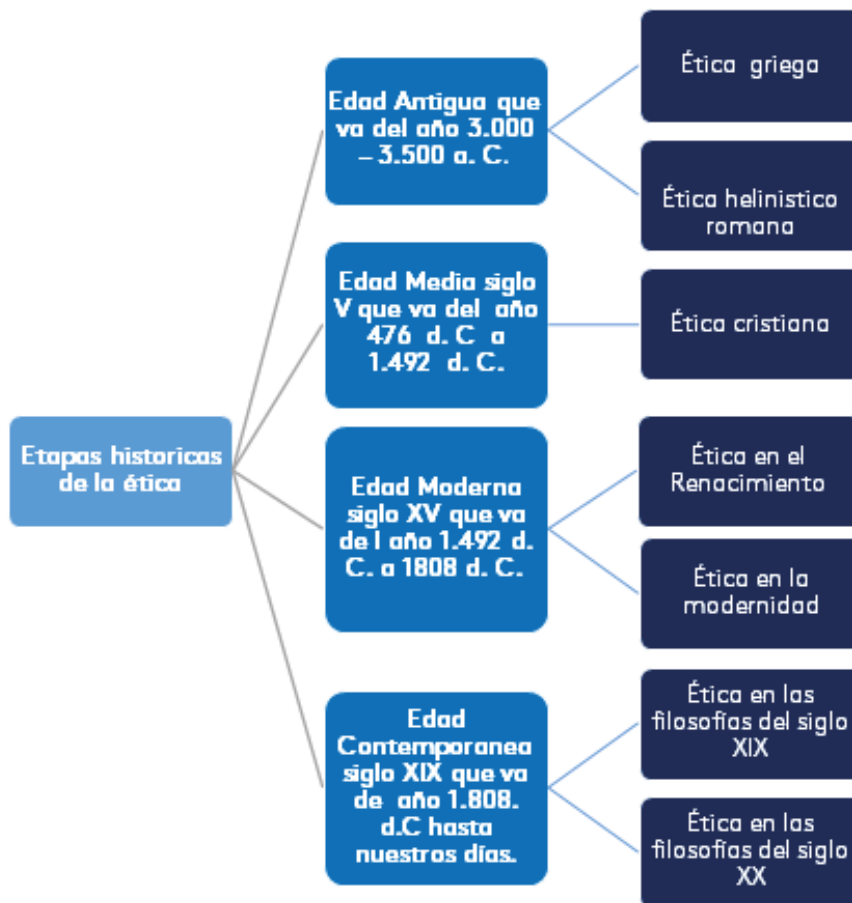 Etapas historicas
de la ética
Edad Antigua que
va del año 3.000
– 3.500 a. C.
Ética griega
Ética helinistico
romana
Edad Media siglo
V que va del año
476 d. C a
1.492 d. C.
Ética cristiana
Edad Moderna
siglo XV que va
de l año 1.492 d.
C. a 1808 d. C.
Ética en el
Renacimiento
Ética en la
modernidad
Edad
Contemporanea
siglo XIX que va
de año 1.808.
d.C hasta
nuestros días.
Ética en las
filosofías del siglo
XIX
Ética en las
filosofías del siglo
XX